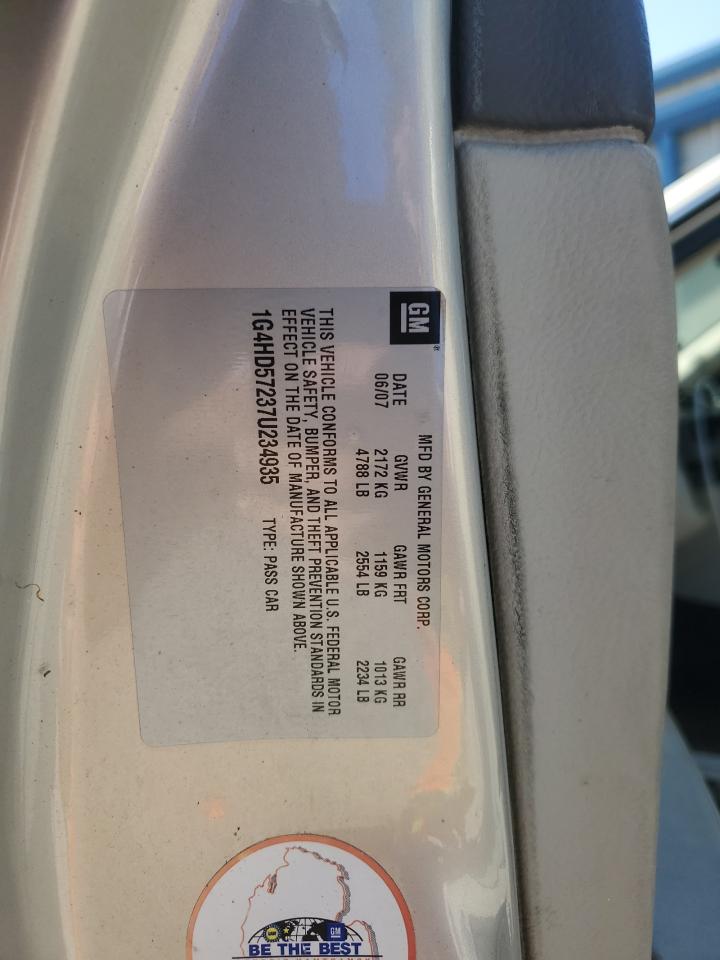 GM
MFD BY GENERAL MOTORS CORP.
DATE GVWR GAWR FRT GAWR RR
06/07 2172 KG 1159 KG 1013 KG
4788 LB 2554 LB 2234 LB
THIS VEHICLE CONFORMS TO ALL APPLICABLE U.S. FEDERAL MOTOR
VEHICLE SAFETY, BUMPER, AND THEFT PREVENTION STANDARDS IN
EFFECT ON THE DATE OF MANUFACTURE SHOWN ABOVE.
1G4HD57237U234935 TYPE: PASS CAR
GM
BE THE BEST